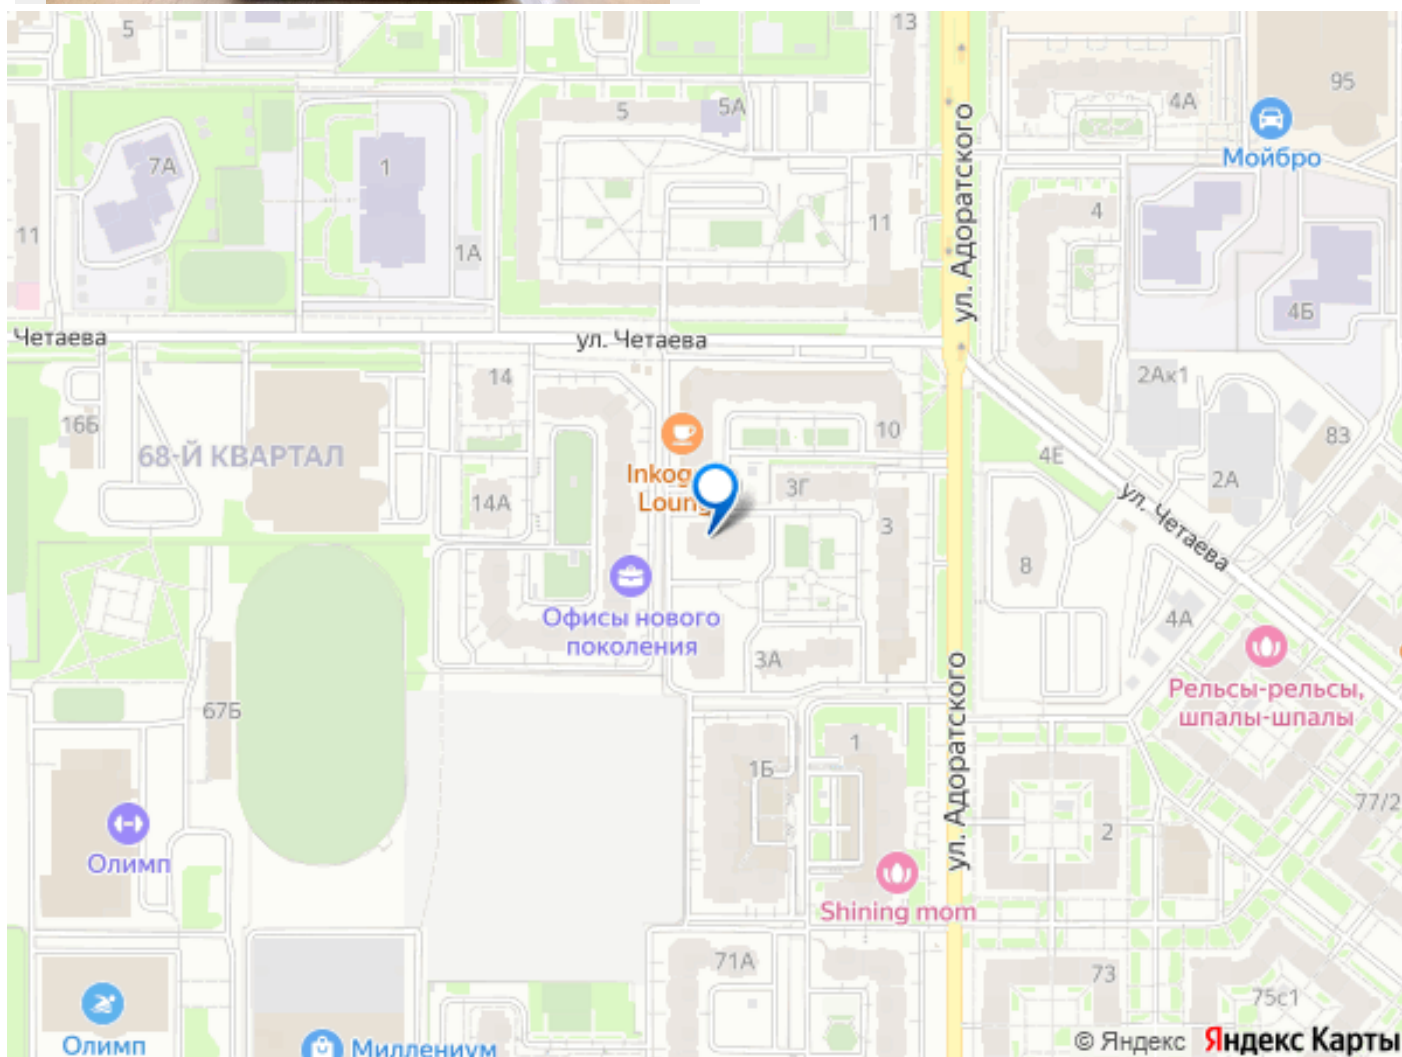 5
13
95
4А
5А
5
Мойбро
7А
1
4
11
11
1А
ул. Адоратского
4Б
Четаева
ул. Четаева
14
2Ак1
16Б
10
83
68-Й КВАРТАЛ
4Е
Inkog
Loung
3Г
2А
14А
ул. Четаева
3
8
Офисы нового
поколения
4А
3А
Рельсы-рельсы,
шпалы-шпалы
67Б
ул. Адоратского
1
1Б
77/2
2
Олимп
Shining mom
71А
73
75с1
Олимп
Миллениум
© Яндекс Яндекс Карты